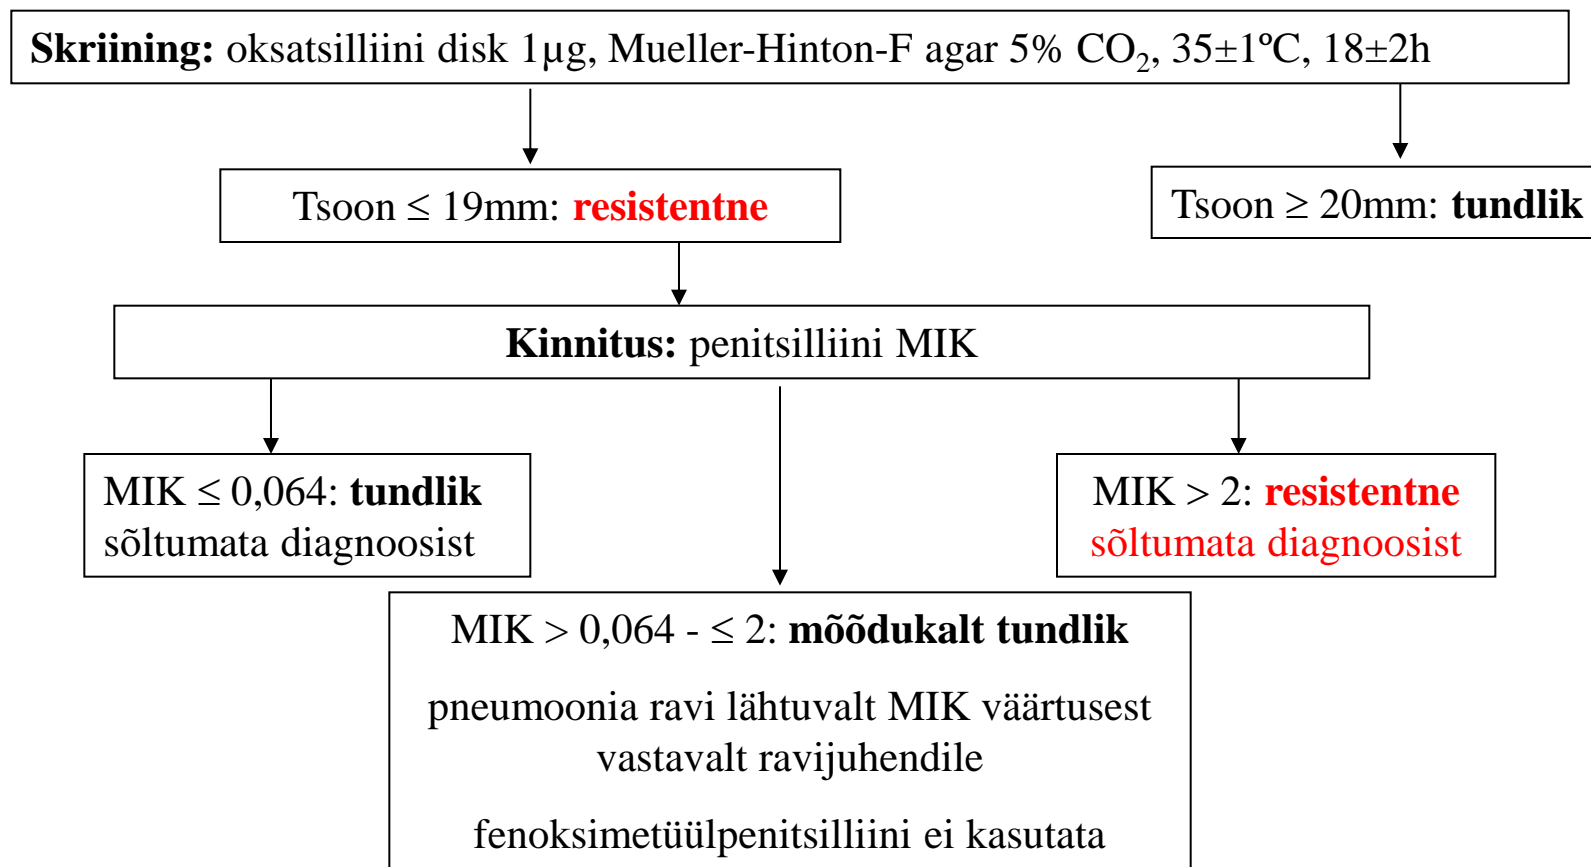 Skriining: oksatsilliini disk 1µg, Mueller-Hinton-F agar 5% CO₂, 35±1ºC, 18±2h
Tsoon ≤ 19mm: resistentne
Tsoon ≥ 20mm: tundlik
Kinnitus: penitsilliini MIK
MIK ≤ 0,064: tundlik
sõltumata diagnoosist
MIK > 2: resistentne
sõltumata diagnoosist
MIK > 0,064 - ≤ 2: mõõdukalt tundlik
pneumoonia ravi lähtuvalt MIK väärtusest
vastavalt ravijuhendile
fenoksimetüülpenitsilliini ei kasutata